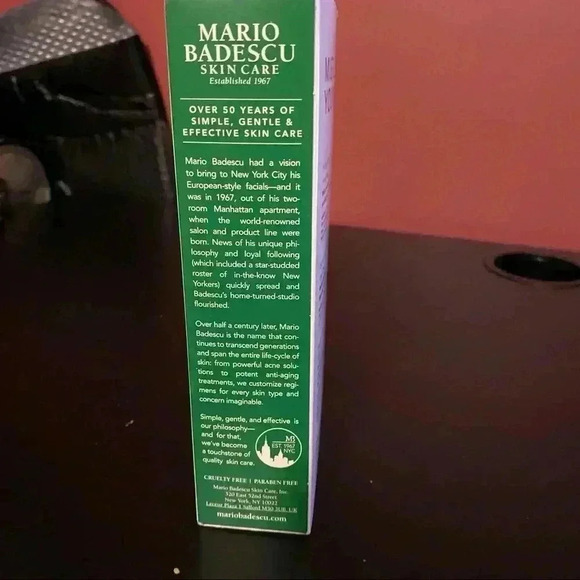 MARIO
BADESCU
SKIN CARE
Established 1967
OVER 50 YEARS OF
SIMPLE, GENTLE &
EFFECTIVE SKIN CARE
Mario Badescu had a vision
to bring to New York City his
European-style facials—and it
was in 1967, out of his two-
room Manhattan apartment,
when the world-renowned
salon and product line were
born. News of his unique phi-
losophy and loyal following
(which included a star-studded
roster of in-the-know New
Yorkers) quickly spread and
Badescu's home-turned-studio
flourished.
Over half a century later, Mario
Badescu is the name that con-
tinues to transcend generations
and span the entire life-cycle of
skin: from powerful acne solu-
tions to potent anti-aging
treatments, we customize regi-
mens for every skin type and
concern imaginable.
Simple, gentle, and effective is
our philosophy—
and for that,
we've become
a touchstone of
quality skin care.
MB
EST. 1967
NYC
CRUELTY FREE | PARABEN FREE
Mario Badescu Skin Care, Inc.
320 East 52nd Street
New York, NY 10022
mariobadescu.com